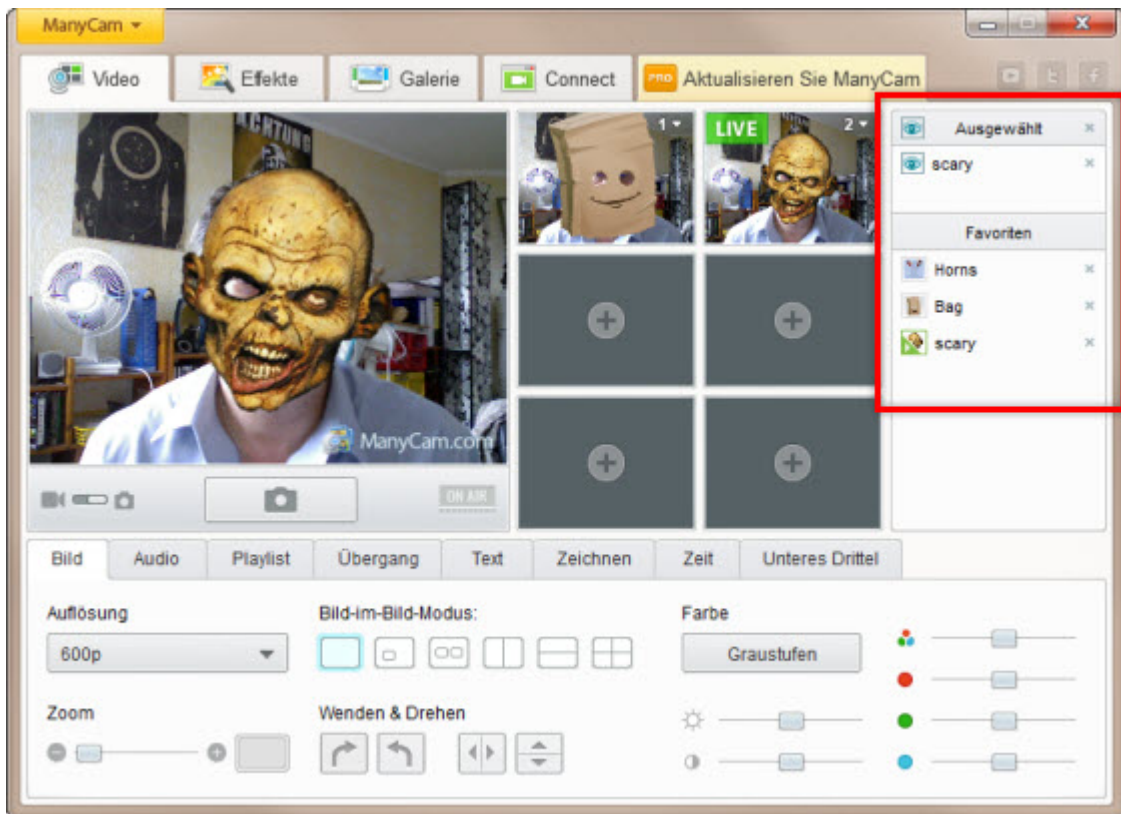 ManyCam
Video
Effekte
Galerie
Connect
PRO Aktualisieren Sie ManyCam
ACHTUNG
1
LIVE 2
ManyCam.com
ON AIR
Ausgewählt
scary
Favoriten
Horns
Bag
scary
Bild Audio Playlist Übergang Text Zeichnen Zeit Unteres Drittel
Auflösung
600p
Zoom
Bild-im-Bild-Modus:
Wenden & Drehen
Farbe
Graustufen